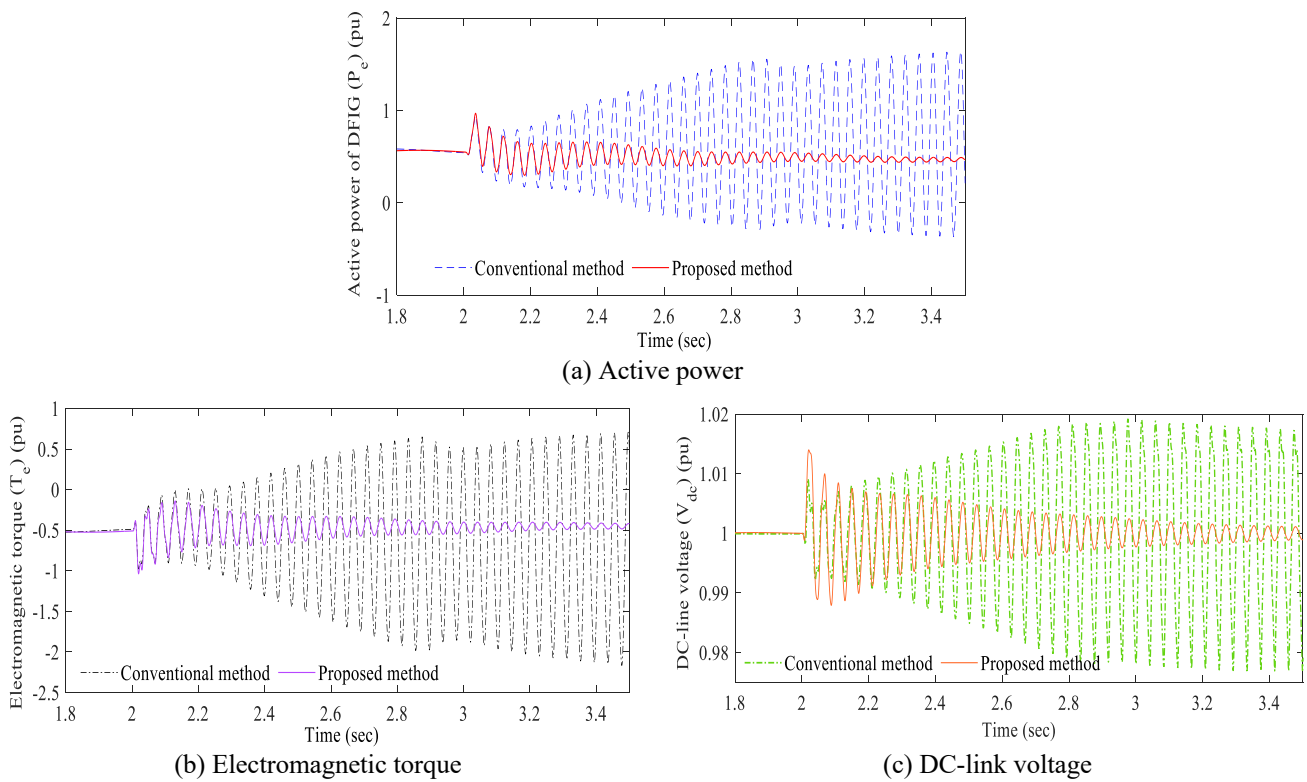 2
1
0
-1
Active power of DFIG (P_e) (pu)
Conventional method Proposed method
1.8 2 2.2 2.4 2.6 2.8 3 3.2 3.4
Time (sec)
(a) Active power
1
0.5
0
-0.5
-1
-1.5
-2
-2.5
Electromagnetic torque (T_e) (pu)
Conventional method Proposed method
1.8 2 2.2 2.4 2.6 2.8 3 3.2 3.4
Time (sec)
(b) Electromagnetic torque
1.02
1.01
1
0.99
0.98
DC-line voltage (V_dc) (pu)
Conventional method Proposed method
1.8 2 2.2 2.4 2.6 2.8 3 3.2 3.4
Time (sec)
(c) DC-link voltage